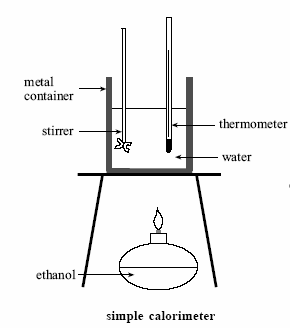 metal
container
stirrer
thermometer
water
ethanol
simple calorimeter